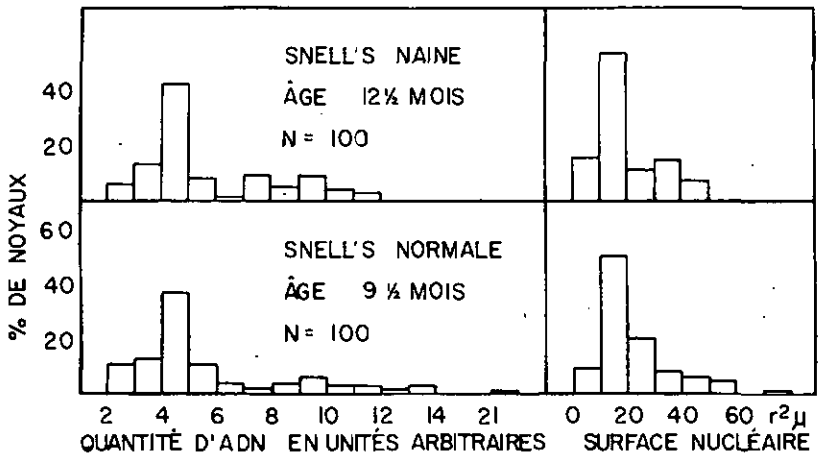 SNELL'S NAINE
ÂGE 12½ MOIS
N = 100
40
20
% DE NOYAUX
SNELL'S NORMALE
ÂGE 9 ½ MOIS
N = 100
60
40
20
2 4 6 8 10 12 14 21
0 20 40 60 r²µ
QUANTITÉ D'ADN EN UNITÉS ARBITRAIRES
SURFACE NUCLÉAIRE